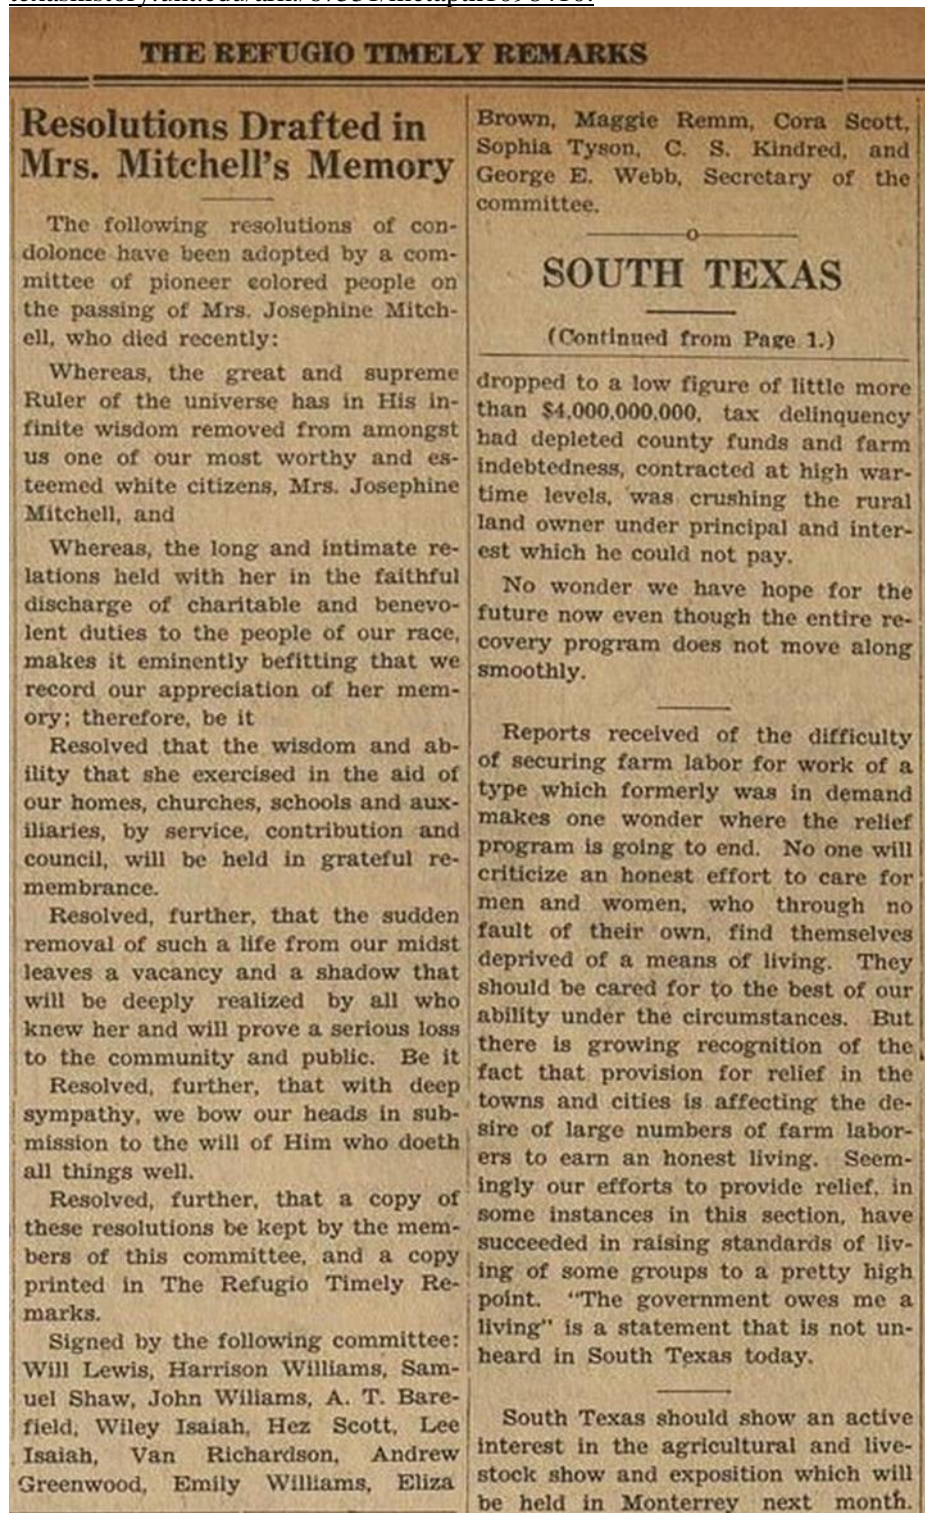 THE REFUGIO TIMELY REMARKS
Resolutions Drafted in
Mrs. Mitchell's Memory
The following resolutions of con-
dolonce have been adopted by a com-
mittee of pioneer colored people on
the passing of Mrs. Josephine Mitch-
ell, who died recently:
Whereas, the great and supreme
Ruler of the universe has in His in-
finite wisdom removed from amongst
us one of our most worthy and es-
teemed white citizens, Mrs. Josephine
Mitchell, and
Whereas, the long and intimate re-
lations held with her in the faithful
discharge of charitable and benevo-
lent duties to the people of our race,
makes it eminently befitting that we
record our appreciation of her mem-
ory; therefore, be it
Resolved that the wisdom and ab-
ility that she exercised in the aid of
our homes, churches, schools and aux-
iliaries, by service, contribution and
council, will be held in grateful re-
membrance.
Resolved, further, that the sudden
removal of such a life from our midst
leaves a vacancy and a shadow that
will be deeply realized by all who
knew her and will prove a serious loss
to the community and public. Be it
Resolved, further, that with deep
sympathy, we bow our heads in sub-
mission to the will of Him who doeth
all things well.
Resolved, further, that a copy of
these resolutions be kept by the mem-
bers of this committee, and a copy
printed in The Refugio Timely Re-
marks.
Signed by the following committee:
Will Lewis, Harrison Williams, Sam-
uel Shaw, John Wiliams, A. T. Bare-
field, Wiley Isaiah, Hez Scott, Lee
Isaiah, Van Richardson, Andrew
Greenwood, Emily Williams, Eliza
Brown, Maggie Remm, Cora Scott,
Sophia Tyson, C. S. Kindred, and
George E. Webb, Secretary of the
committee.
SOUTH TEXAS
(Continued from Page 1.)
dropped to a low figure of little more
than $4,000,000,000, tax delinquency
had depleted county funds and farm
indebtedness, contracted at high war-
time levels, was crushing the rural
land owner under principal and inter-
est which he could not pay.
No wonder we have hope for the
future now even though the entire re-
covery program does not move along
smoothly.
Reports received of the difficulty
of securing farm labor for work of a
type which formerly was in demand
makes one wonder where the relief
program is going to end. No one will
criticize an honest effort to care for
men and women, who through no
fault of their own, find themselves
deprived of a means of living. They
should be cared for to the best of our
ability under the circumstances. But
there is growing recognition of the
fact that provision for relief in the
towns and cities is affecting the de-
sire of large numbers of farm labor-
ers to earn an honest living. Seem-
ingly our efforts to provide relief, in
some instances in this section, have
succeeded in raising standards of liv-
ing of some groups to a pretty high
point. "The government owes me a
living" is a statement that is not un-
heard in South Texas today.
South Texas should show an active
interest in the agricultural and live-
stock show and exposition which will
be held in Monterrey next month.